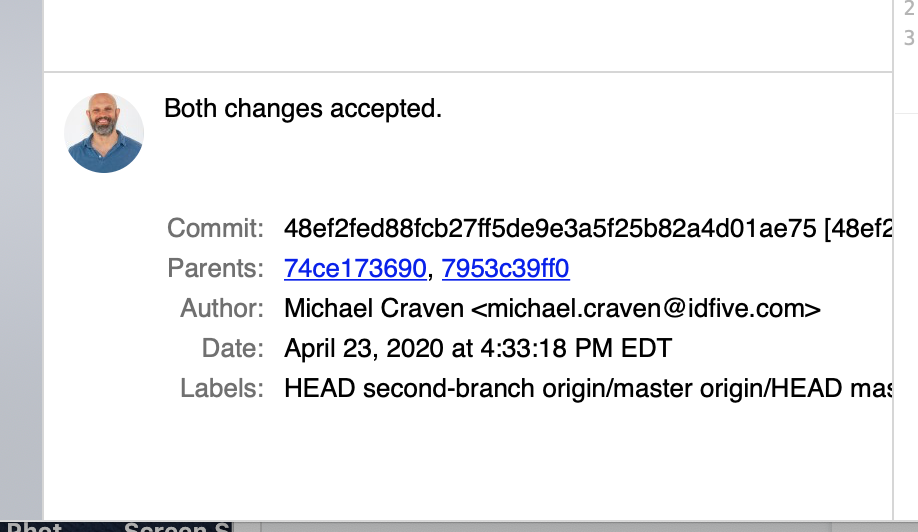 2
3
Both changes accepted.
Commit: 48ef2fed88fcb27ff5de9e3a5f25b82a4d01ae75 [48ef2
Parents: 74ce173690, 7953c39ff0
Author: Michael Craven <michael.craven@idfive.com>
Date: April 23, 2020 at 4:33:18 PM EDT
Labels: HEAD second-branch origin/master origin/HEAD mas
Phot Screen S